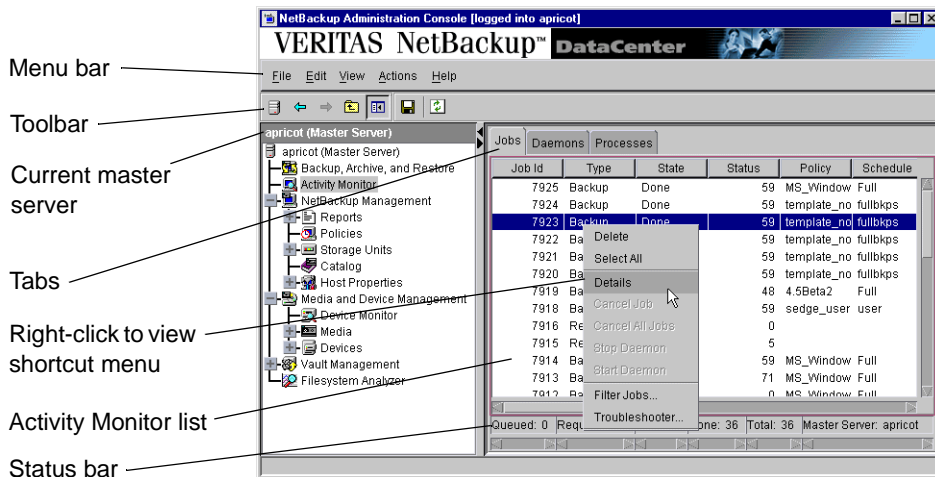 NetBackup Administration Console [logged into apricot]
VERITAS NetBackup™ DataCenter
File Edit View Actions Help
Menu bar
Toolbar
Current master
server
Tabs
Right-click to view
shortcut menu
Activity Monitor list
Status bar
apricot (Master Server)
apricot (Master Server)
Backup, Archive, and Restore
Activity Monitor
NetBackup Management
Reports
Policies
Storage Units
Catalog
Host Properties
Media and Device Management
Device Monitor
Media
Devices
Vault Management
Filesystem Analyzer
Jobs Daemons Processes
Job Id Type State Status Policy Schedule
7925 Backup Done 59 MS_Window Full
7924 Backup Done 59 template_no fullbkps
7923 Backup Done 59 template_no fullbkps
7922 Ba 59 template_no fullbkps
7921 Ba 59 template_no fullbkps
7920 Ba 59 template_no fullbkps
7919 Ba 48 4.5Beta2 Full
7918 Ba 59 sedge_user user
7916 Re 0
7915 Re 5
7914 Ba 59 MS_Window Full
7913 Ba 71 MS_Window Full
7912 Ba 0 MS_Window Full
Delete
Select All
Details
Cancel Job
Cancel All Jobs
Stop Daemon
Start Daemon
Filter Jobs...
Troubleshooter...
Queued: 0 Requ one: 36 Total: 36 Master Server: apricot